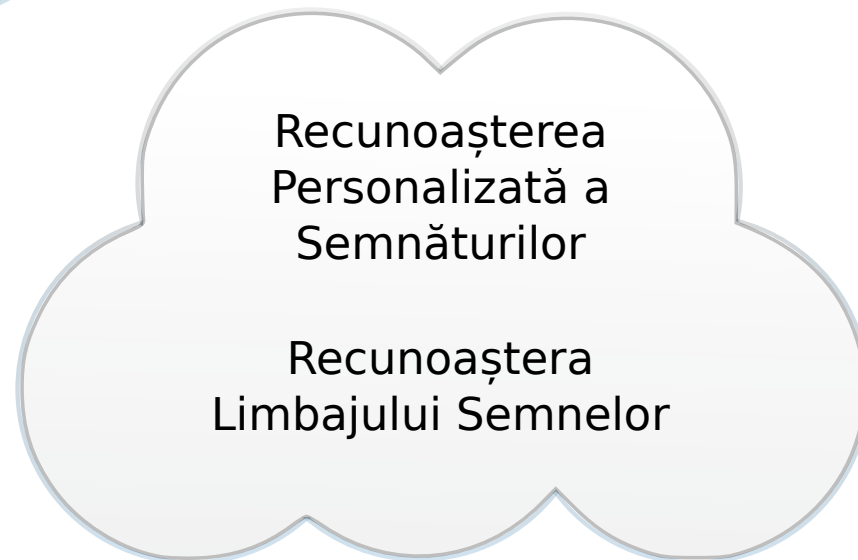 Recunoașterea
Personalizată a
Semnăturilor
Recunoaștera
Limbajului Semnelor